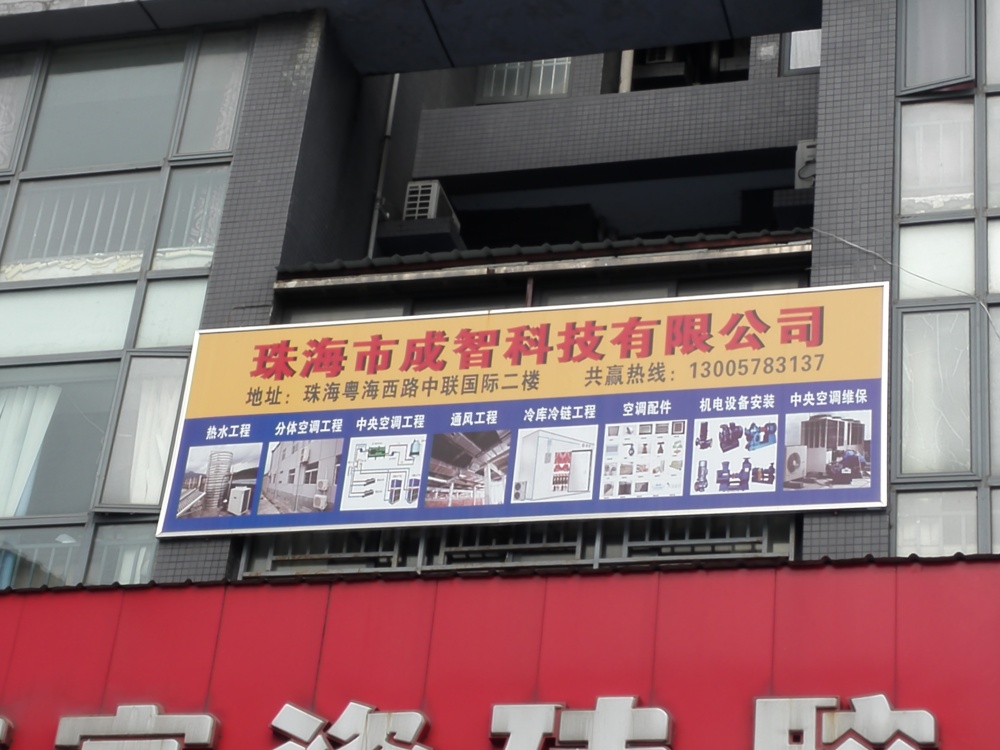 珠海市成智科技有限公司
地址：珠海粤海西路中联国际二楼 共赢热线：13005783137
热水工程 分体空调工程 中央空调工程 通风工程 冷库冷链工程 空调配件 机电设备安装 中央空调维保